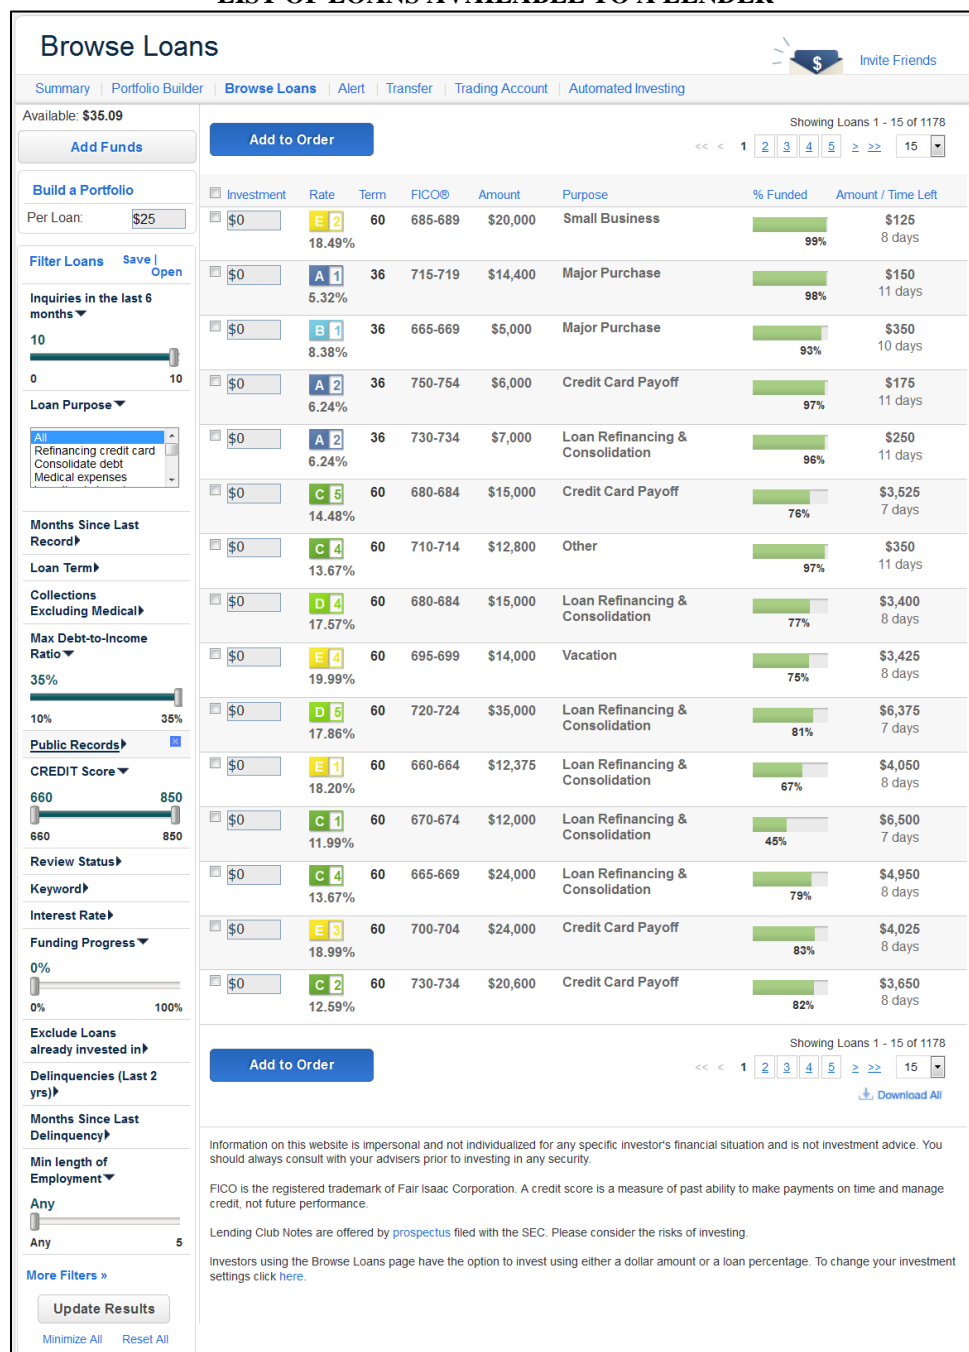 LIST OF LOANS AVAILABLE TO A LENDER
Browse Loans
$
Invite Friends
Summary | Portfolio Builder | Browse Loans | Alert | Transfer | Trading Account | Automated Investing
Available: $35.09
Add Funds
Build a Portfolio
Per Loan: $25
Filter Loans Save |
Open
Inquiries in the last 6
months
10
0 10
Loan Purpose
All
Refinancing credit card
Consolidate debt
Medical expenses
Months Since Last
Record
Loan Term
Collections
Excluding Medical
Max Debt-to-Income
Ratio
35%
10% 35%
Public Records
CREDIT Score
660 850
660 850
Review Status
Keyword
Interest Rate
Funding Progress
0%
0% 100%
Exclude Loans
already invested in
Delinquencies (Last 2
yrs)
Months Since Last
Delinquency
Min length of
Employment
Any
Any 5
More Filters »
Update Results
Minimize All Reset All
Add to Order
Showing Loans 1 - 15 of 1178
<< < 1 2 3 4 5 > >> 15
Investment Rate Term FICO® Amount Purpose % Funded Amount / Time Left
$0 E 2 60 685-689 $20,000 Small Business $125
18.49% 99% 8 days
$0 A 1 36 715-719 $14,400 Major Purchase $150
5.32% 98% 11 days
$0 B 1 36 665-669 $5,000 Major Purchase $350
8.38% 93% 10 days
$0 A 2 36 750-754 $6,000 Credit Card Payoff $175
6.24% 97% 11 days
$0 A 2 36 730-734 $7,000 Loan Refinancing & $250
6.24% Consolidation 96% 11 days
$0 C 5 60 680-684 $15,000 Credit Card Payoff $3,525
14.48% 76% 7 days
$0 C 4 60 710-714 $12,800 Other $350
13.67% 97% 11 days
$0 D 4 60 680-684 $15,000 Loan Refinancing & $3,400
17.57% Consolidation 77% 8 days
$0 E 4 60 695-699 $14,000 Vacation $3,425
19.99% 75% 8 days
$0 D 5 60 720-724 $35,000 Loan Refinancing & $6,375
17.86% Consolidation 81% 7 days
$0 E 1 60 660-664 $12,375 Loan Refinancing & $4,050
18.20% Consolidation 67% 8 days
$0 C 1 60 670-674 $12,000 Loan Refinancing & $6,500
11.99% Consolidation 45% 7 days
$0 C 4 60 665-669 $24,000 Loan Refinancing & $4,950
13.67% Consolidation 79% 8 days
$0 E 3 60 700-704 $24,000 Credit Card Payoff $4,025
18.99% 83% 8 days
$0 C 2 60 730-734 $20,600 Credit Card Payoff $3,650
12.59% 82% 8 days
Add to Order
Showing Loans 1 - 15 of 1178
<< < 1 2 3 4 5 > >> 15
Download All
Information on this website is impersonal and not individualized for any specific investor's financial situation and is not investment advice. You
should always consult with your advisers prior to investing in any security.
FICO is the registered trademark of Fair Isaac Corporation. A credit score is a measure of past ability to make payments on time and manage
credit, not future performance.
Lending Club Notes are offered by prospectus filed with the SEC. Please consider the risks of investing.
Investors using the Browse Loans page have the option to invest using either a dollar amount or a loan percentage. To change your investment
settings click here.